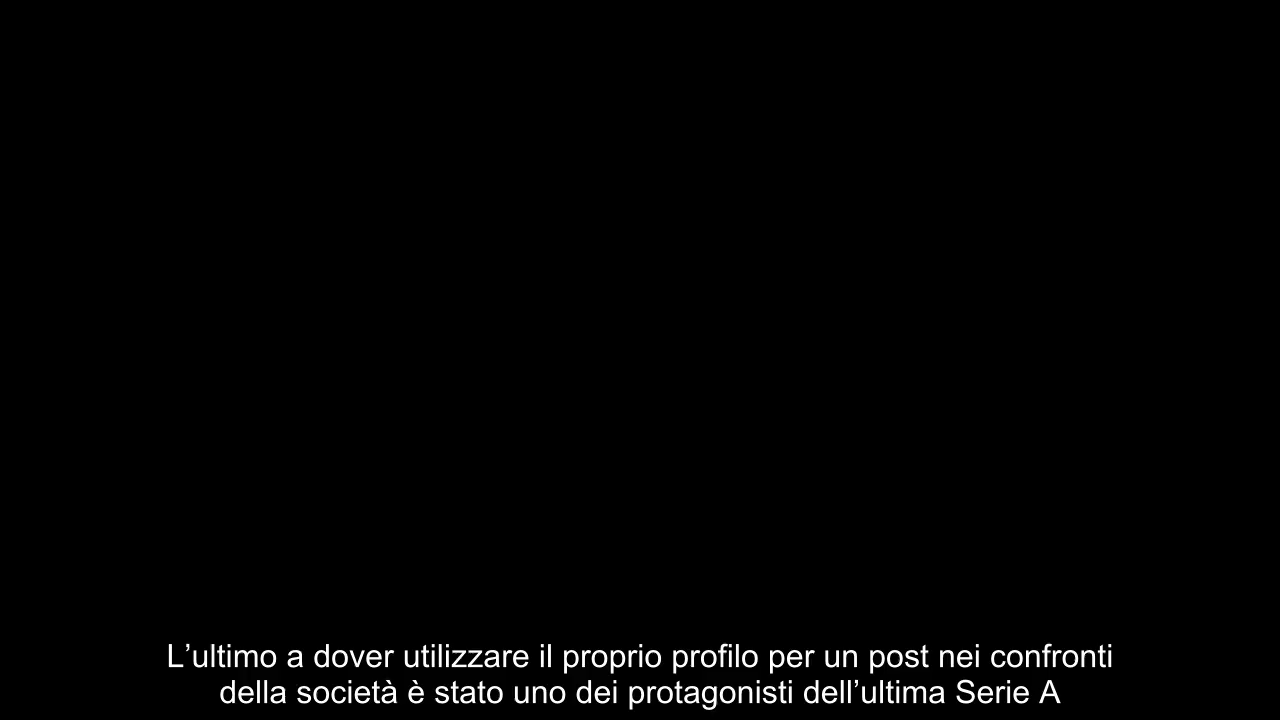 L’ultimo a dover utilizzare il proprio profilo per un post nei confronti
della società è stato uno dei protagonisti dell’ultima Serie A